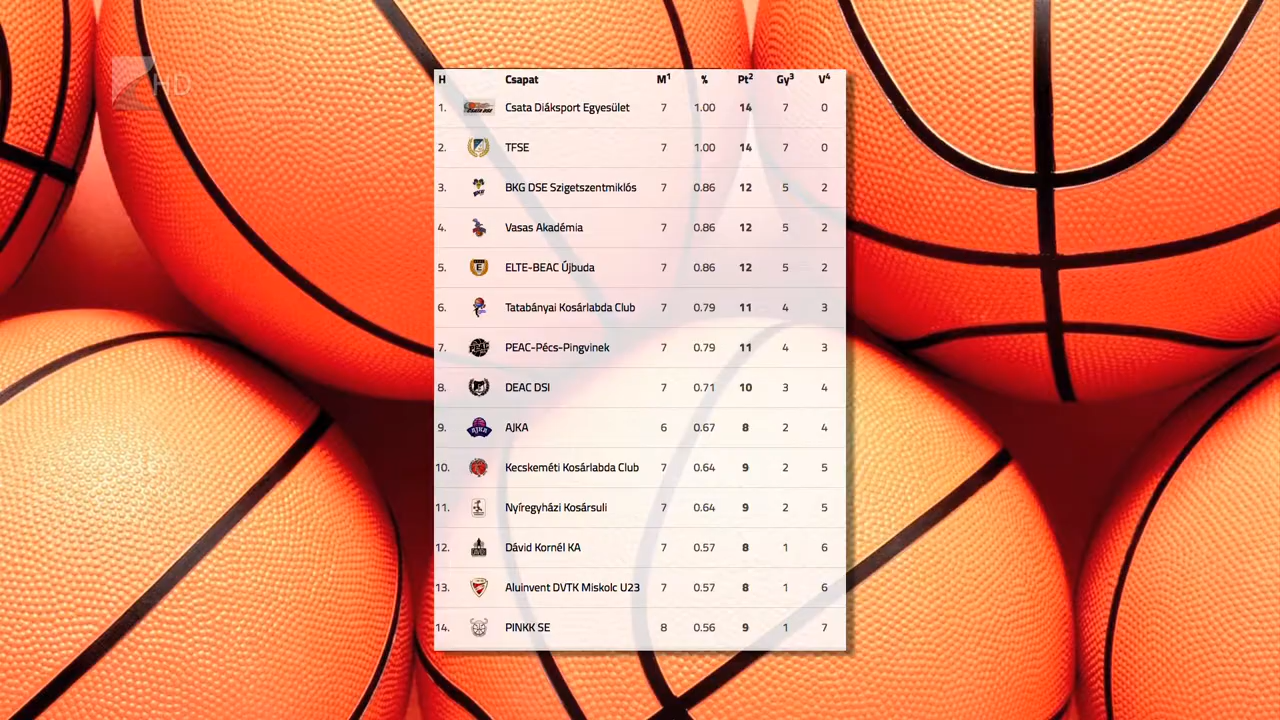 HD
H Csapat M¹ % Pt² Gy³ V⁴
1. Csata Diáksport Egyesület 7 1.00 14 7 0
2. TFSE 7 1.00 14 7 0
3. BKG DSE Szigetszentmiklós 7 0.86 12 5 2
4. Vasas Akadémia 7 0.86 12 5 2
5. E ELTE-BEAC Újbuda 7 0.86 12 5 2
6. Tatabányai Kosárlabda Club 7 0.79 11 4 3
7. PEAC-Pécs-Pingvinek 7 0.79 11 4 3
8. DEAC DSI 7 0.71 10 3 4
9. AJKA AJKA 6 0.67 8 2 4
10. Kecskeméti Kosárlabda Club 7 0.64 9 2 5
11. Nyíregyházi Kosársuli 7 0.64 9 2 5
12. Dávid Kornél KA 7 0.57 8 1 6
13. Aluinvent DVTK Miskolc U23 7 0.57 8 1 6
14. PINKK SE 8 0.56 9 1 7